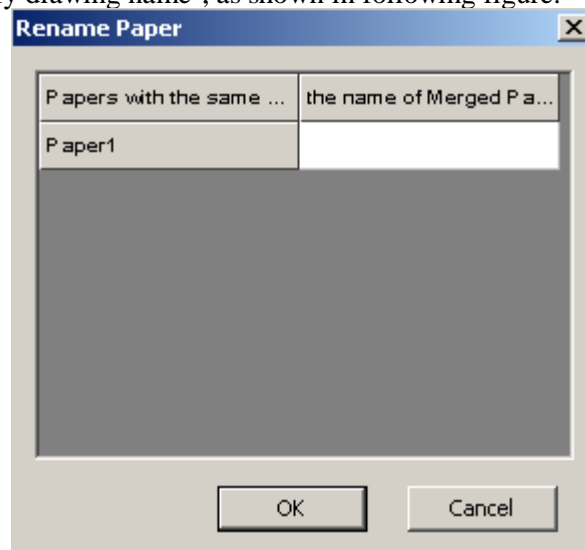 y drawing name", as shown in following figure.
Rename Paper
Papers with the same ... the name of Merged Pa...
Paper1
OK Cancel